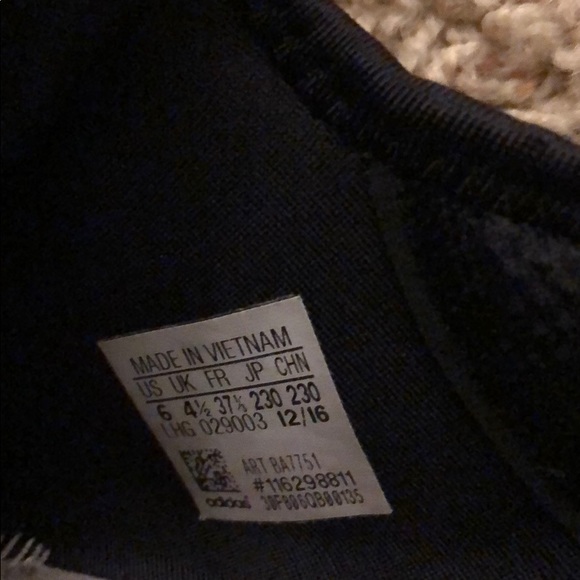 MADE IN VIETNAM
US UK FR JP CHN
6 4½ 37⅓ 230 230
LHG 029003 12/16
ART BA7751
#116298811
adidas